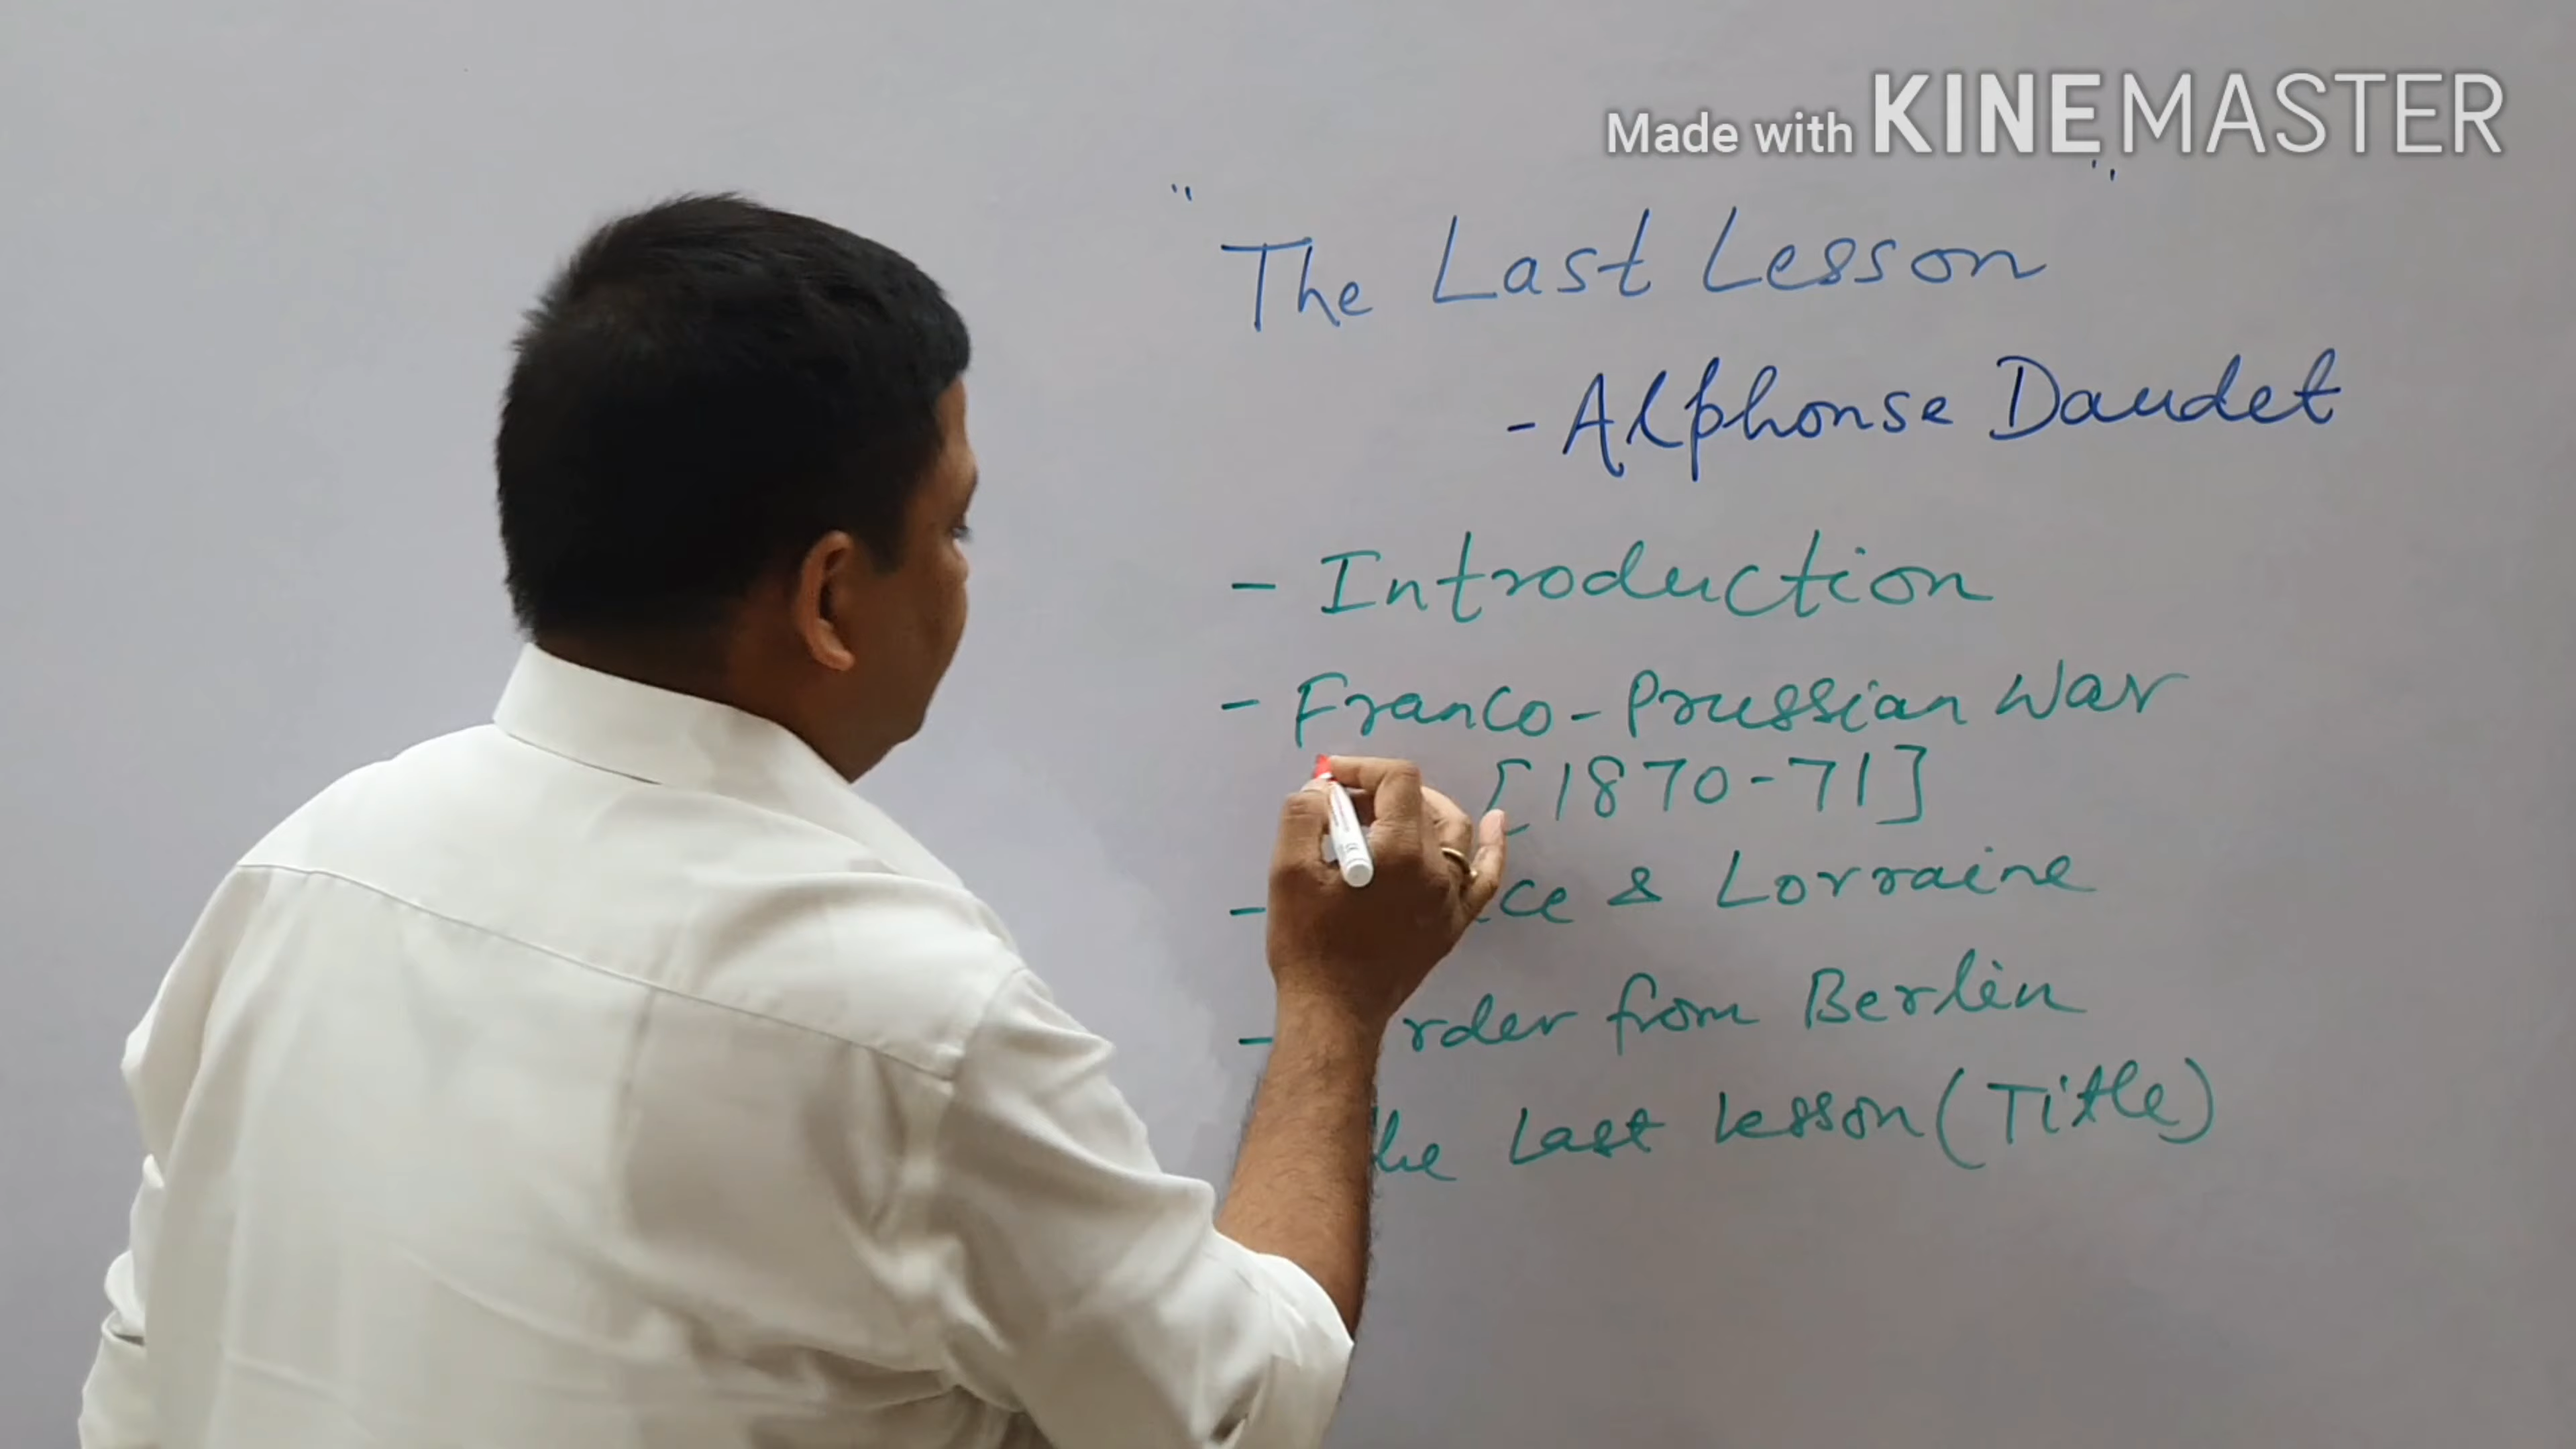 Made with KINEMASTER
"The Last Lesson"
- Alphonse Daudet
- Introduction
- Franco-Prussian War
[1870-71]
- ce & Lorraine
- rder from Berlin
he Last Lesson (Title)